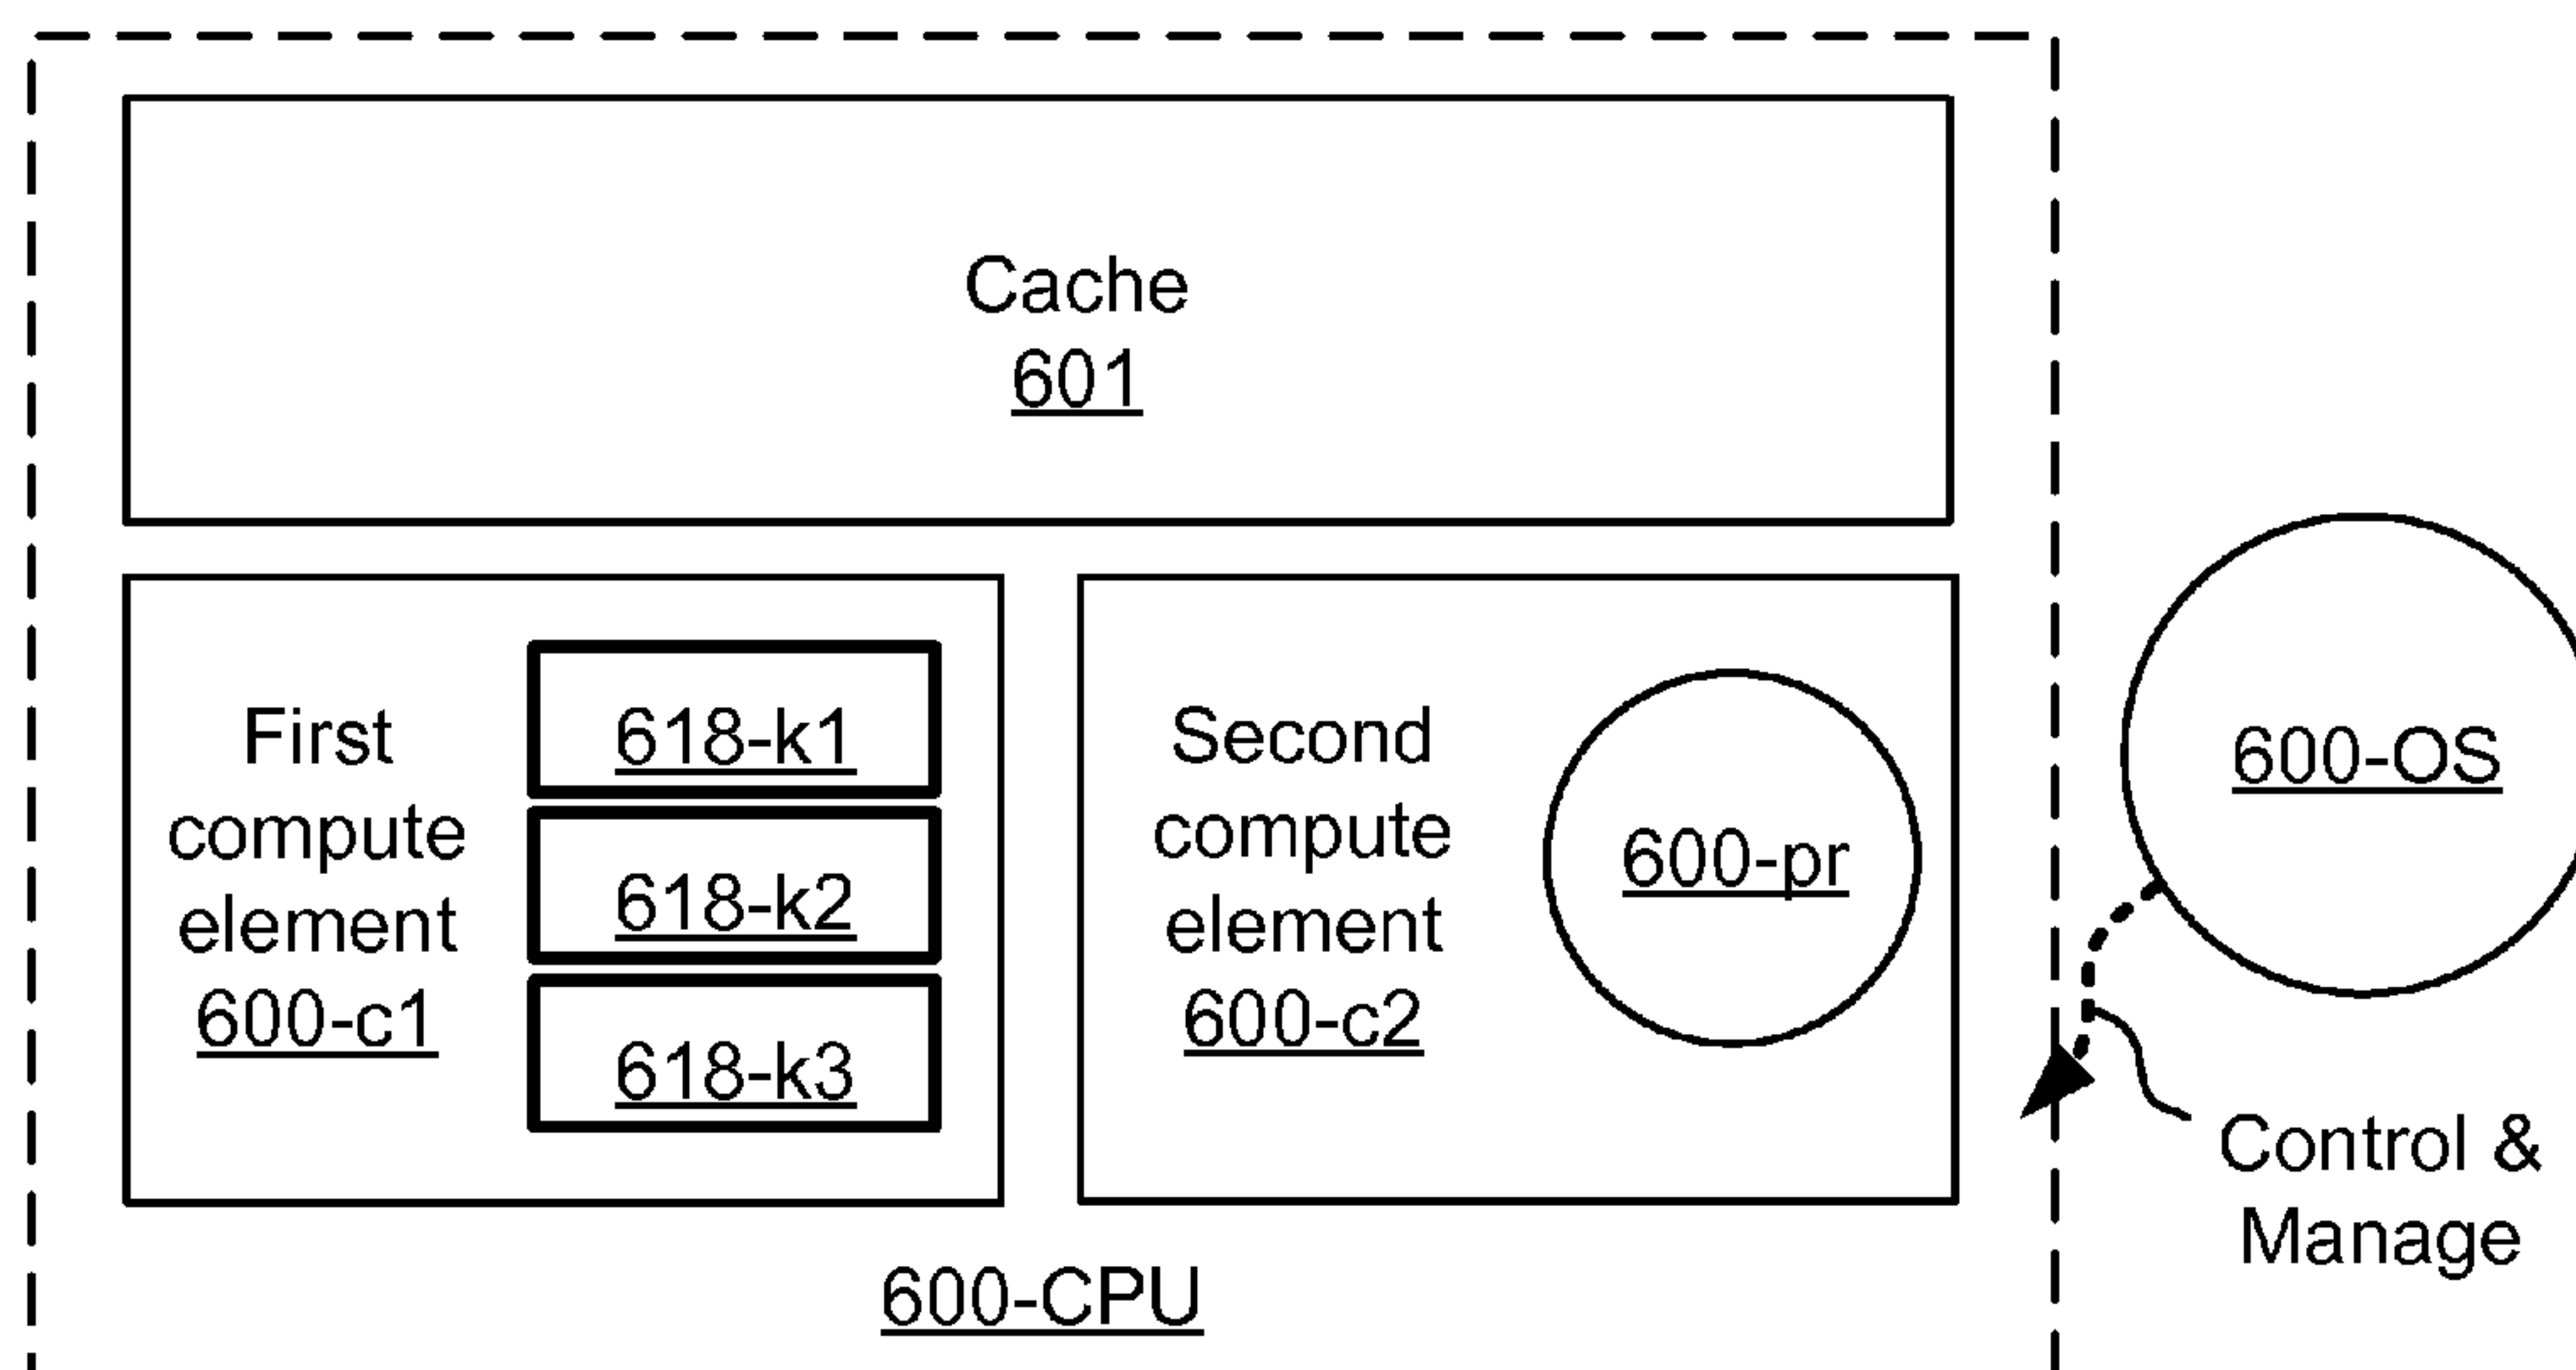 Cache
601
First
compute
element
600-c1
618-k1
618-k2
618-k3
Second
compute
element
600-c2
600-pr
600-OS
Control &
Manage
600-CPU